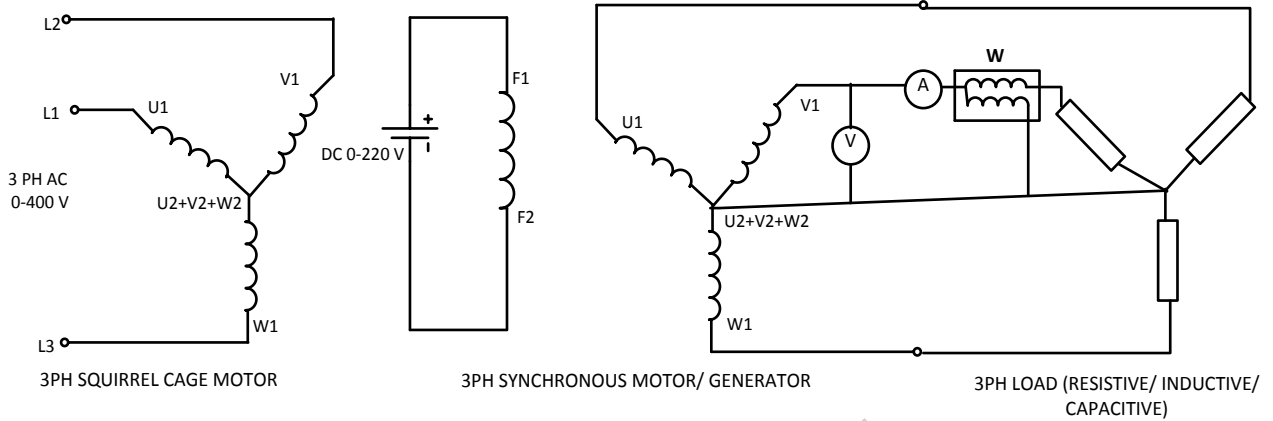 L2
V1
L1
U1
3 PH AC
0-400 V
U2+V2+W2
W1
L3
3PH SQUIRREL CAGE MOTOR
+
DC 0-220 V
F1
F2
U1
V1
V
A
W
U2+V2+W2
W1
3PH SYNCHRONOUS MOTOR/ GENERATOR
3PH LOAD (RESISTIVE/ INDUCTIVE/
CAPACITIVE)